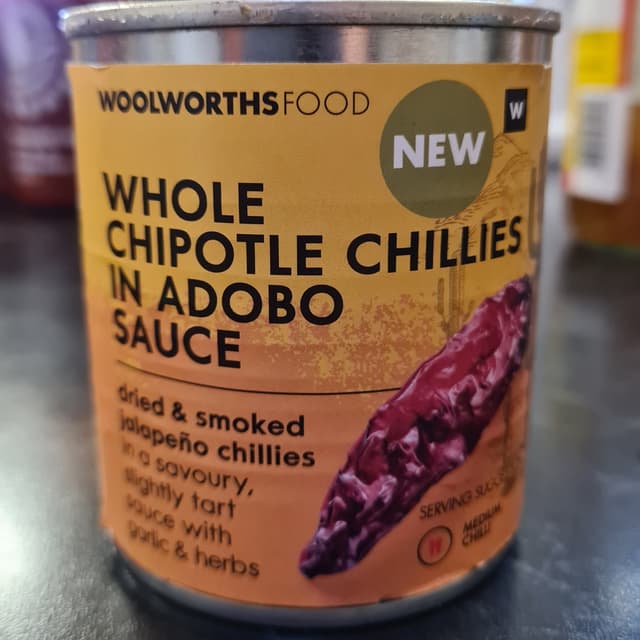 WOOLWORTHSFOOD
NEW
W
WHOLE
CHIPOTLE CHILLIES
IN ADOBO
SAUCE
dried & smoked
jalapeño chillies
in a savoury,
slightly tart
sauce with
garlic & herbs
SERVING
MEDIUM
CHILLI